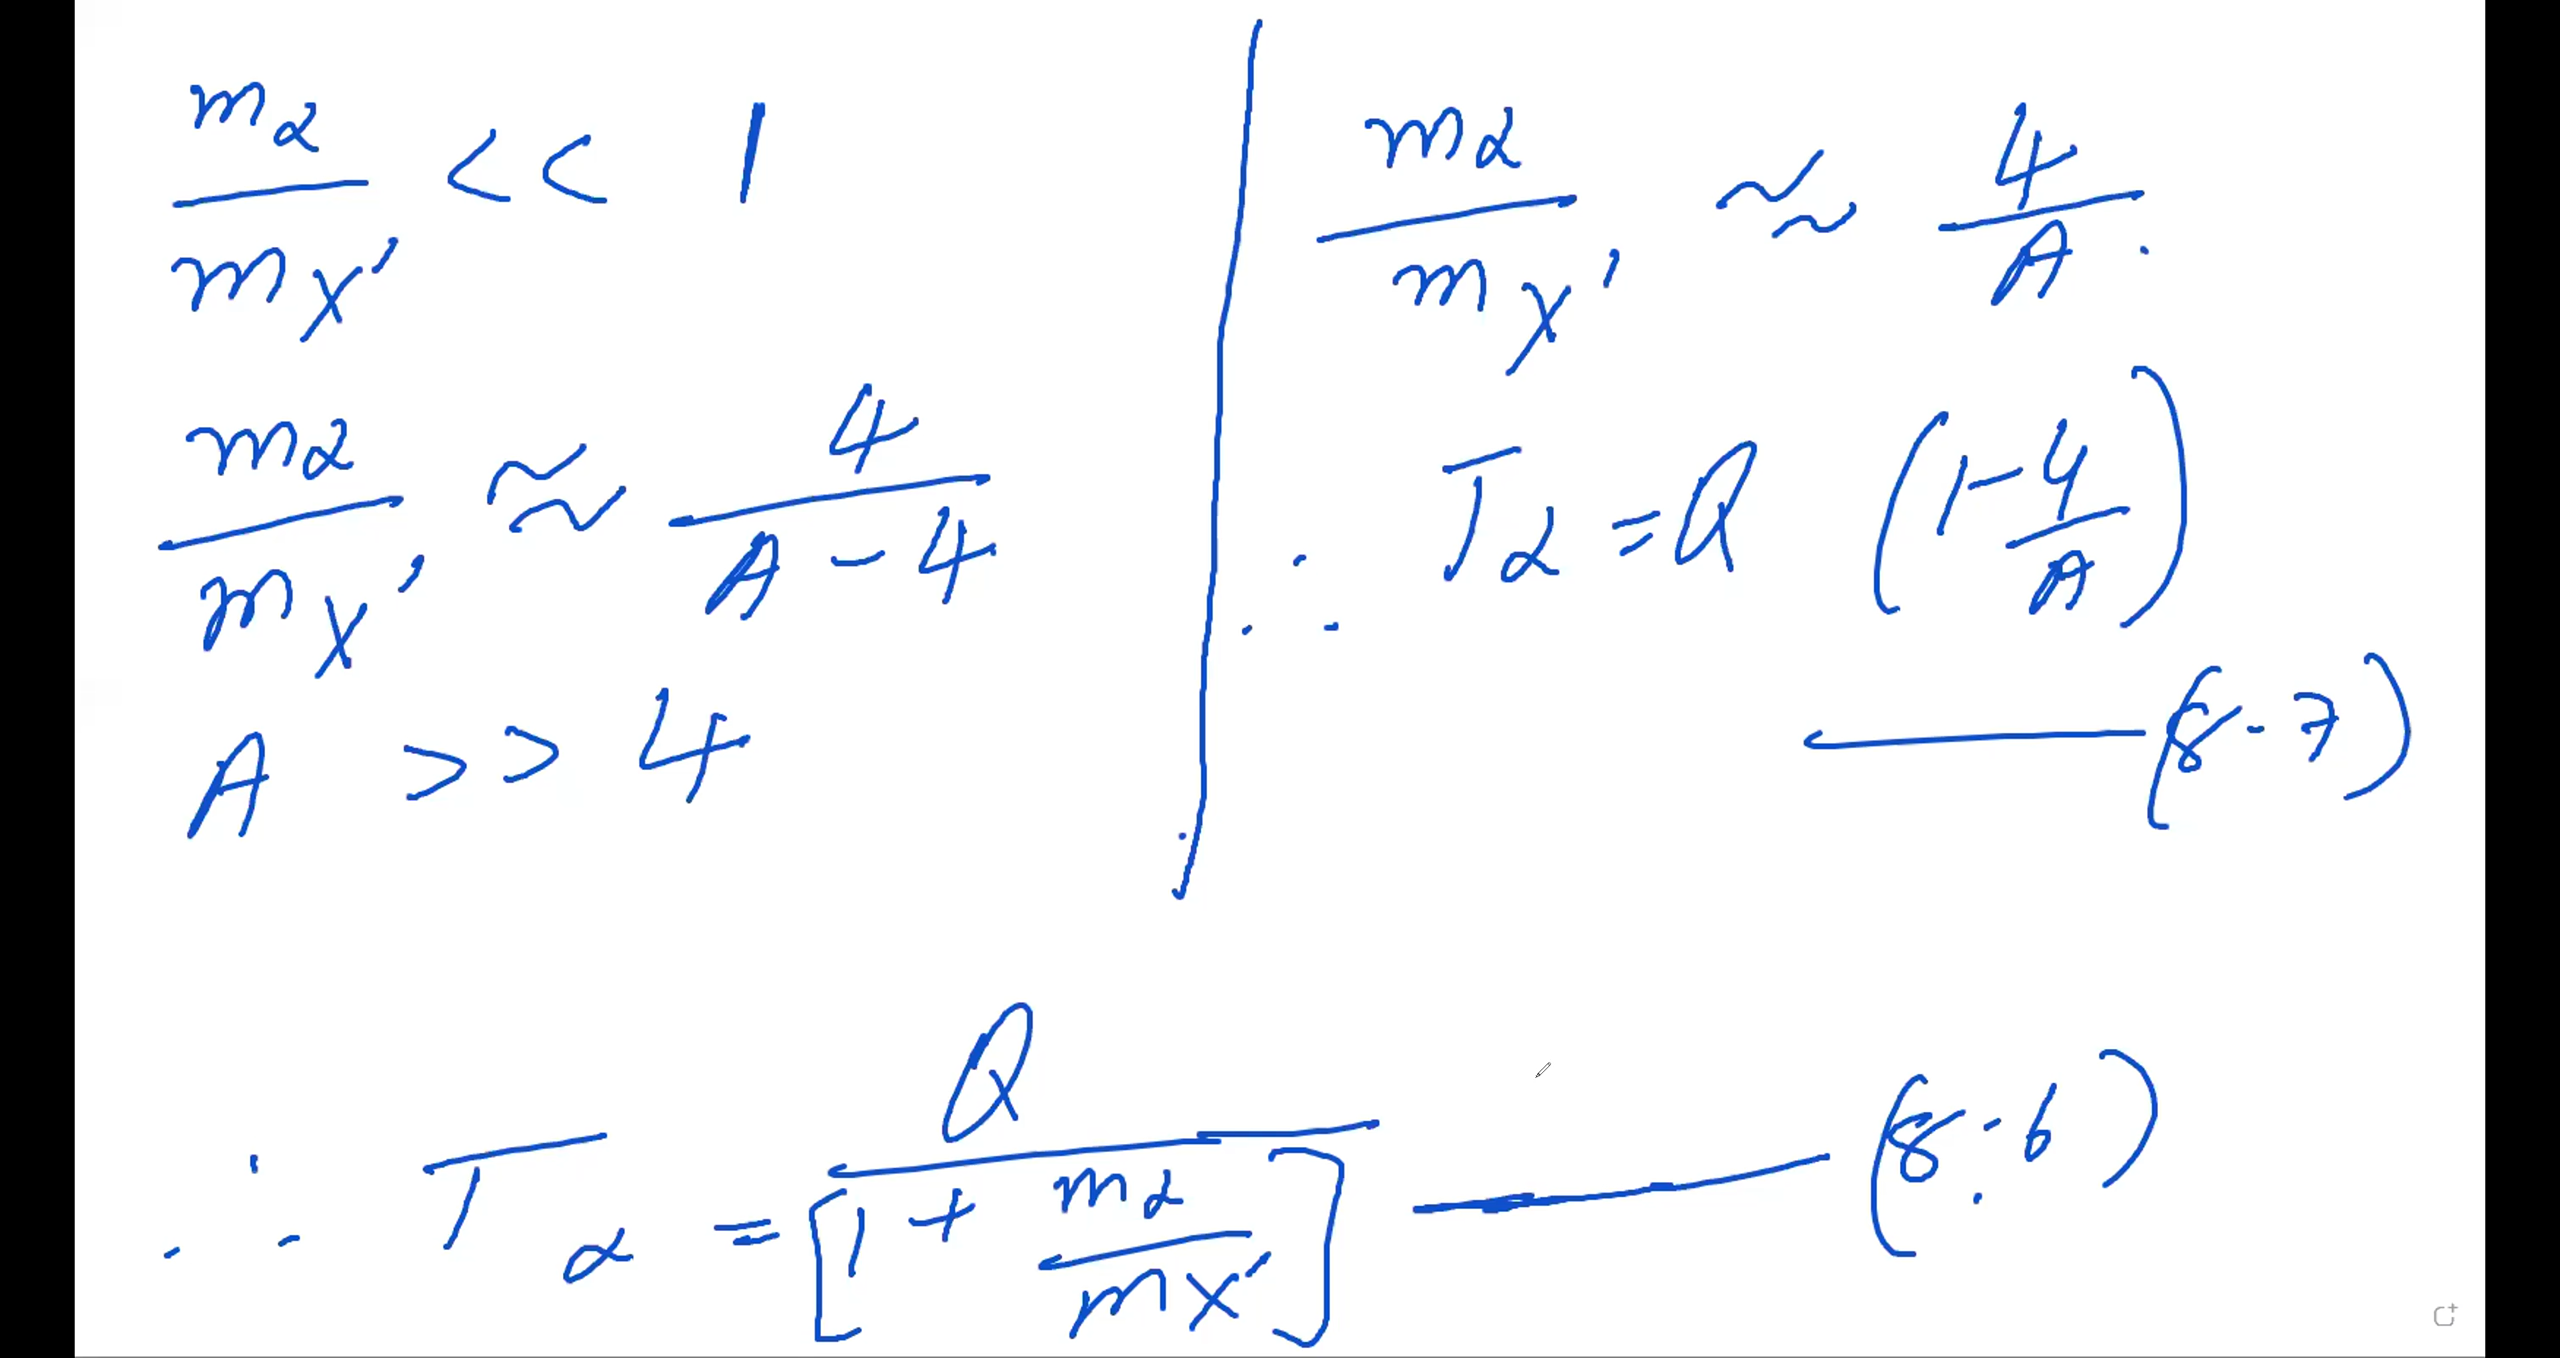 mα / mX' << 1
mα / mX' ≈ 4 / A-4
A >> 4
mα / mX' ≈ 4 / A.
∴ Tα = Q (1 - 4/A)
(8-7)
∴ Tα = Q / [1 + mα / mX'] (8.6)